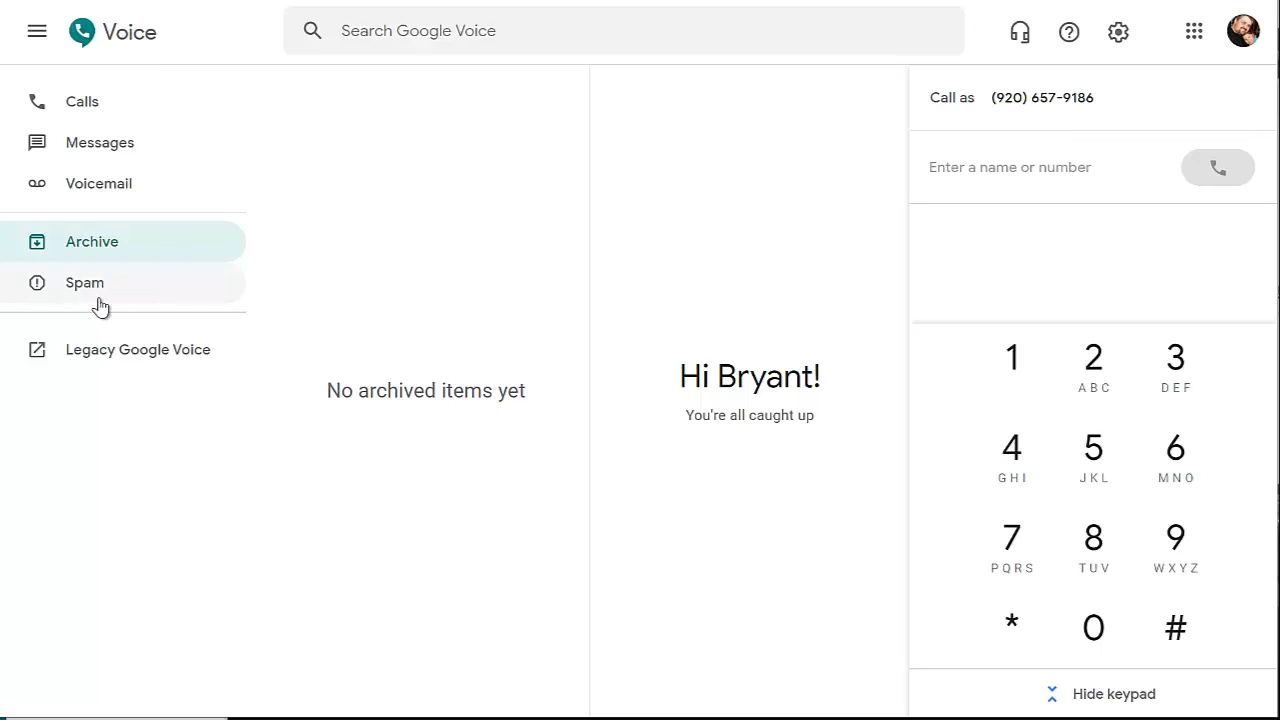 Voice
Search Google Voice
Calls
Messages
Voicemail
Archive
Spam
Legacy Google Voice
No archived items yet
Hi Bryant!
You're all caught up
Call as (920) 657-9186
Enter a name or number
1 2 3
ABC DEF
4 5 6
GHI JKL MNO
7 8 9
PQRS TUV WXYZ
* 0 #
Hide keypad